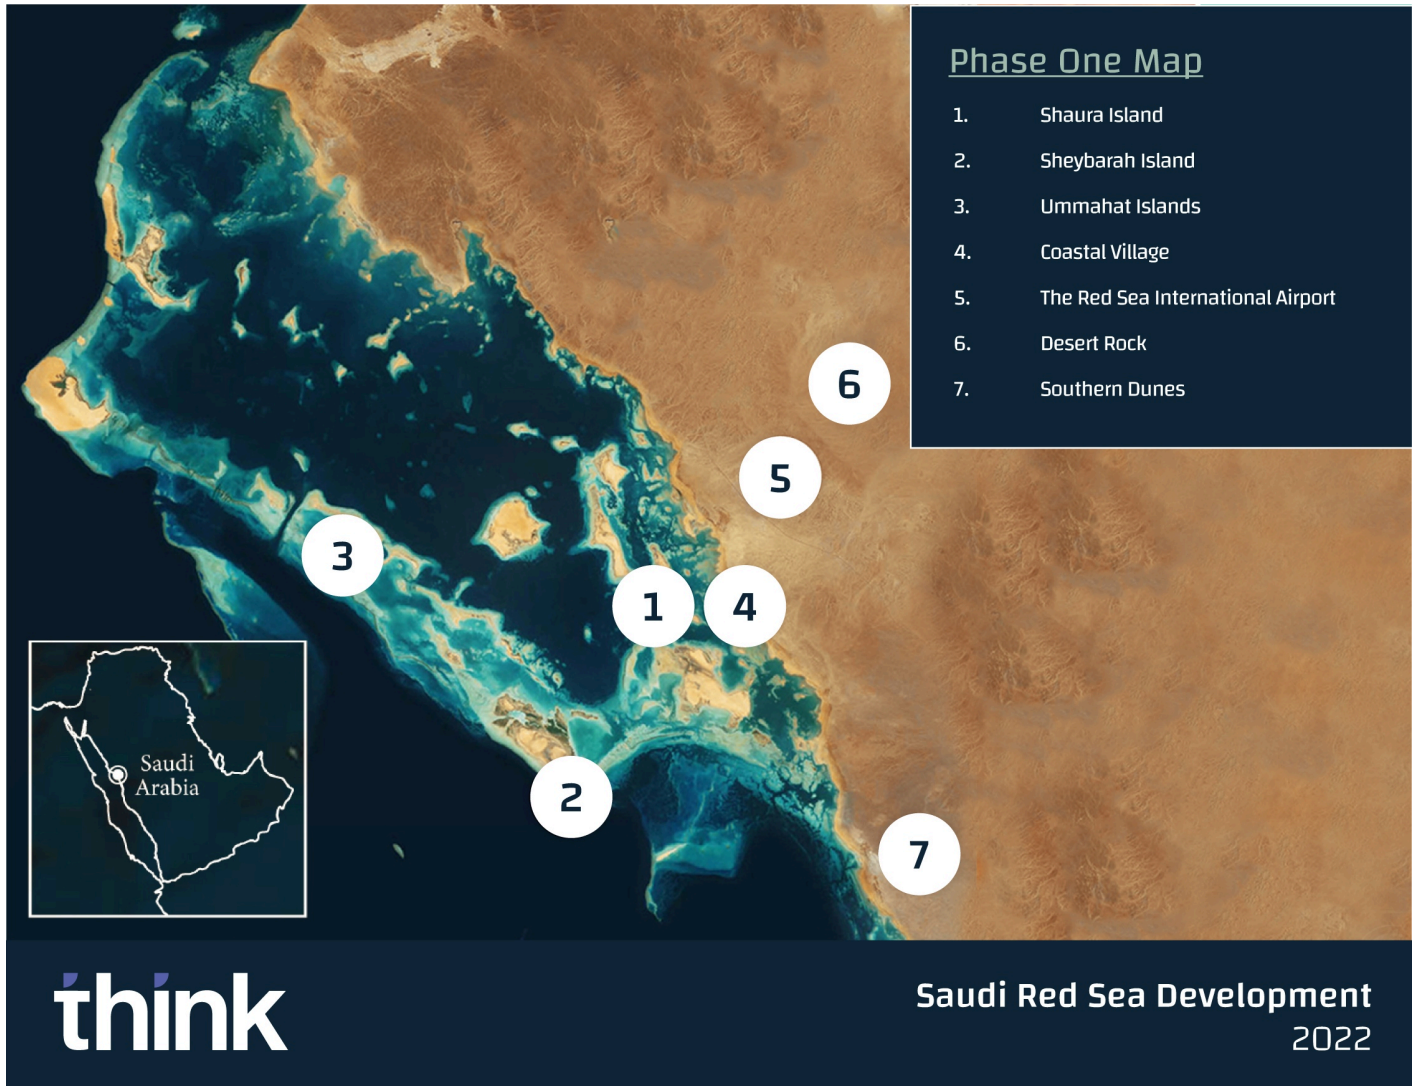 Phase One Map
1. Shaura Island
2. Sheybarah Island
3. Ummahat Islands
4. Coastal Village
5. The Red Sea International Airport
6. Desert Rock
7. Southern Dunes
6
5
3
1
4
2
7
Saudi
Arabia
think
Saudi Red Sea Development
2022